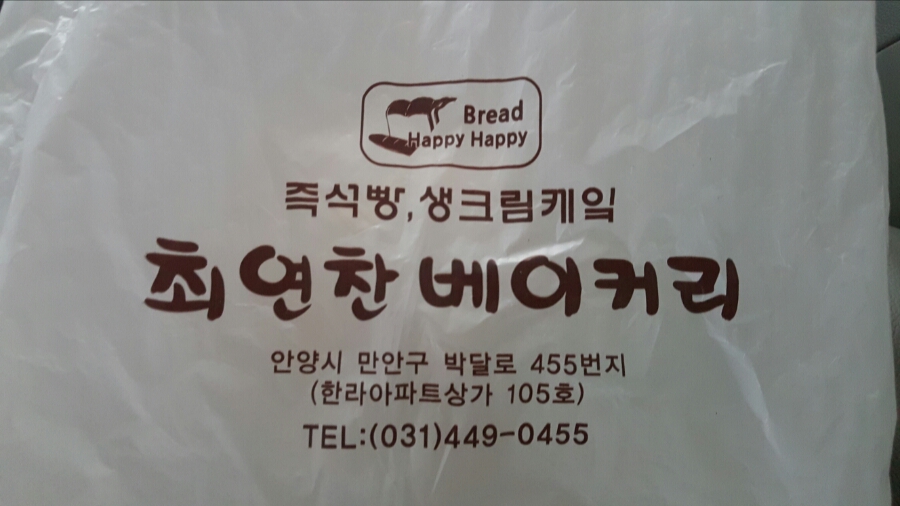 Bread
Happy Happy
즉석빵, 생크림케잌
최연찬 베이커리
안양시 만안구 박달로 455번지
(한라아파트상가 105호)
TEL:(031)449-0455